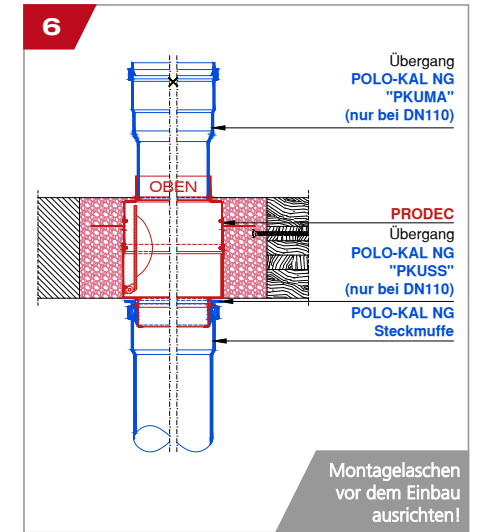 6
Übergang
POLO-KAL NG
"PKUMA"
(nur bei DN110)
OBEN
PRODEC
Übergang
POLO-KAL NG
"PKUSS"
(nur bei DN110)
POLO-KAL NG
Steckmuffe
Montagelaschen
vor dem Einbau
ausrichten!